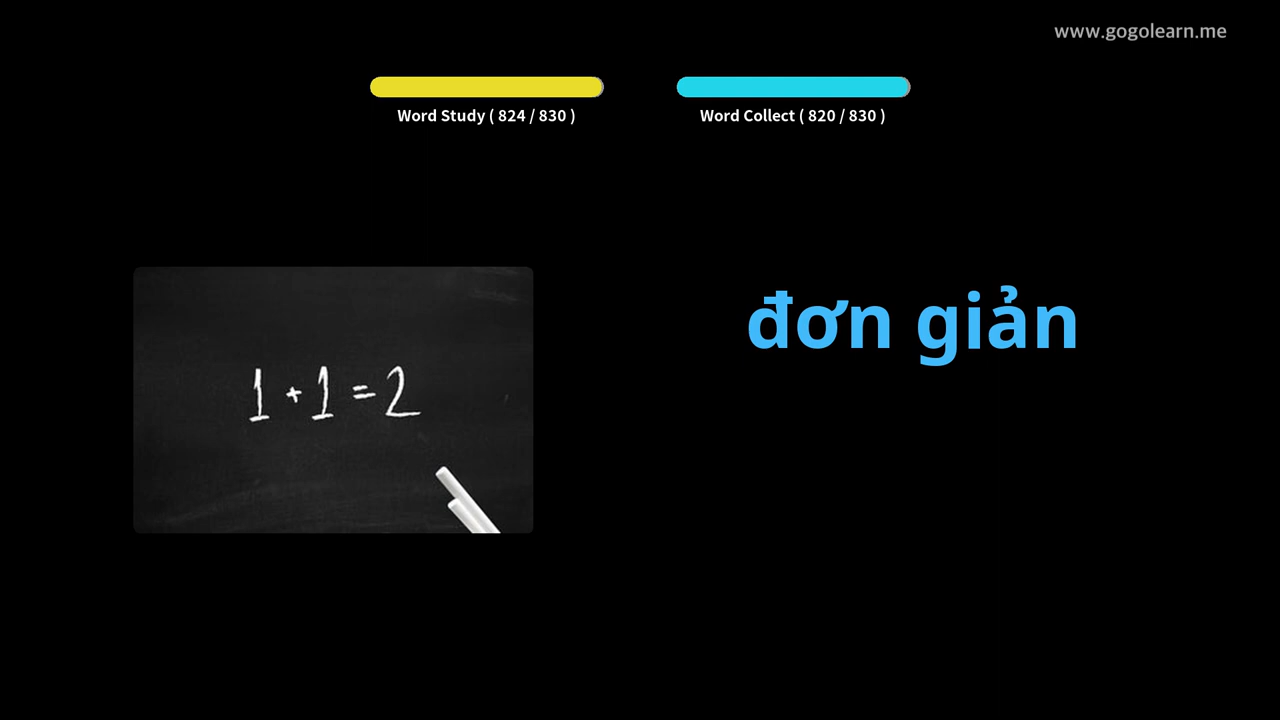 www.gogolearn.me
Word Study ( 824 / 830 )
Word Collect ( 820 / 830 )
đơn giản
1 + 1 = 2